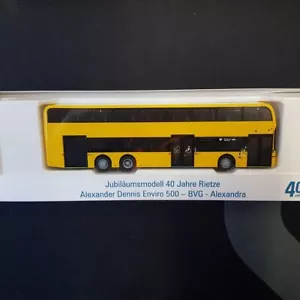 Jubiläumsmodell 40 Jahre Rietze
Alexander Dennis Enviro 500 – BVG - Alexandra
40